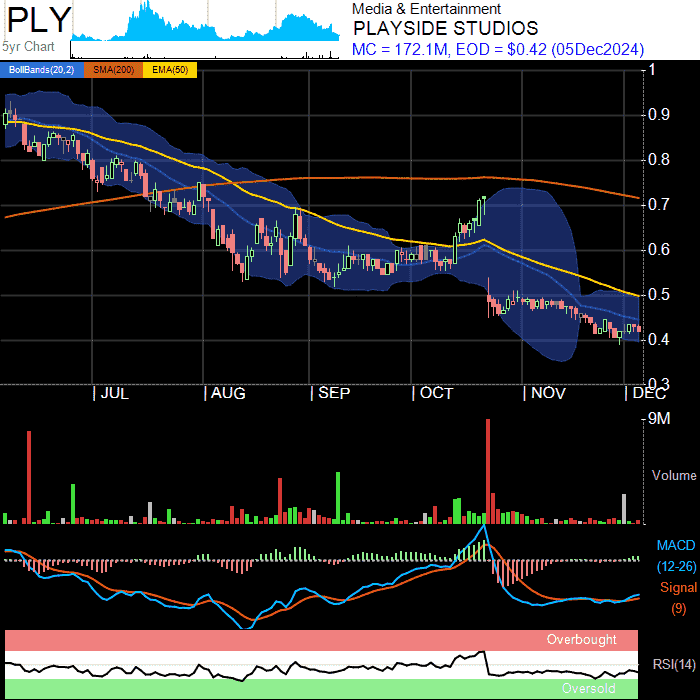 PLY
5yr Chart
Media & Entertainment
PLAYSIDE STUDIOS
MC = 172.1M, EOD = $0.42 (05Dec2024)
BollBands(20,2) SMA(200) EMA(50)
1
0.9
0.8
0.7
0.6
0.5
0.4
0.3
JUL AUG SEP OCT NOV DEC
9M
Volume
MACD
(12-26)
Signal
(9)
Overbought
RSI(14)
Oversold